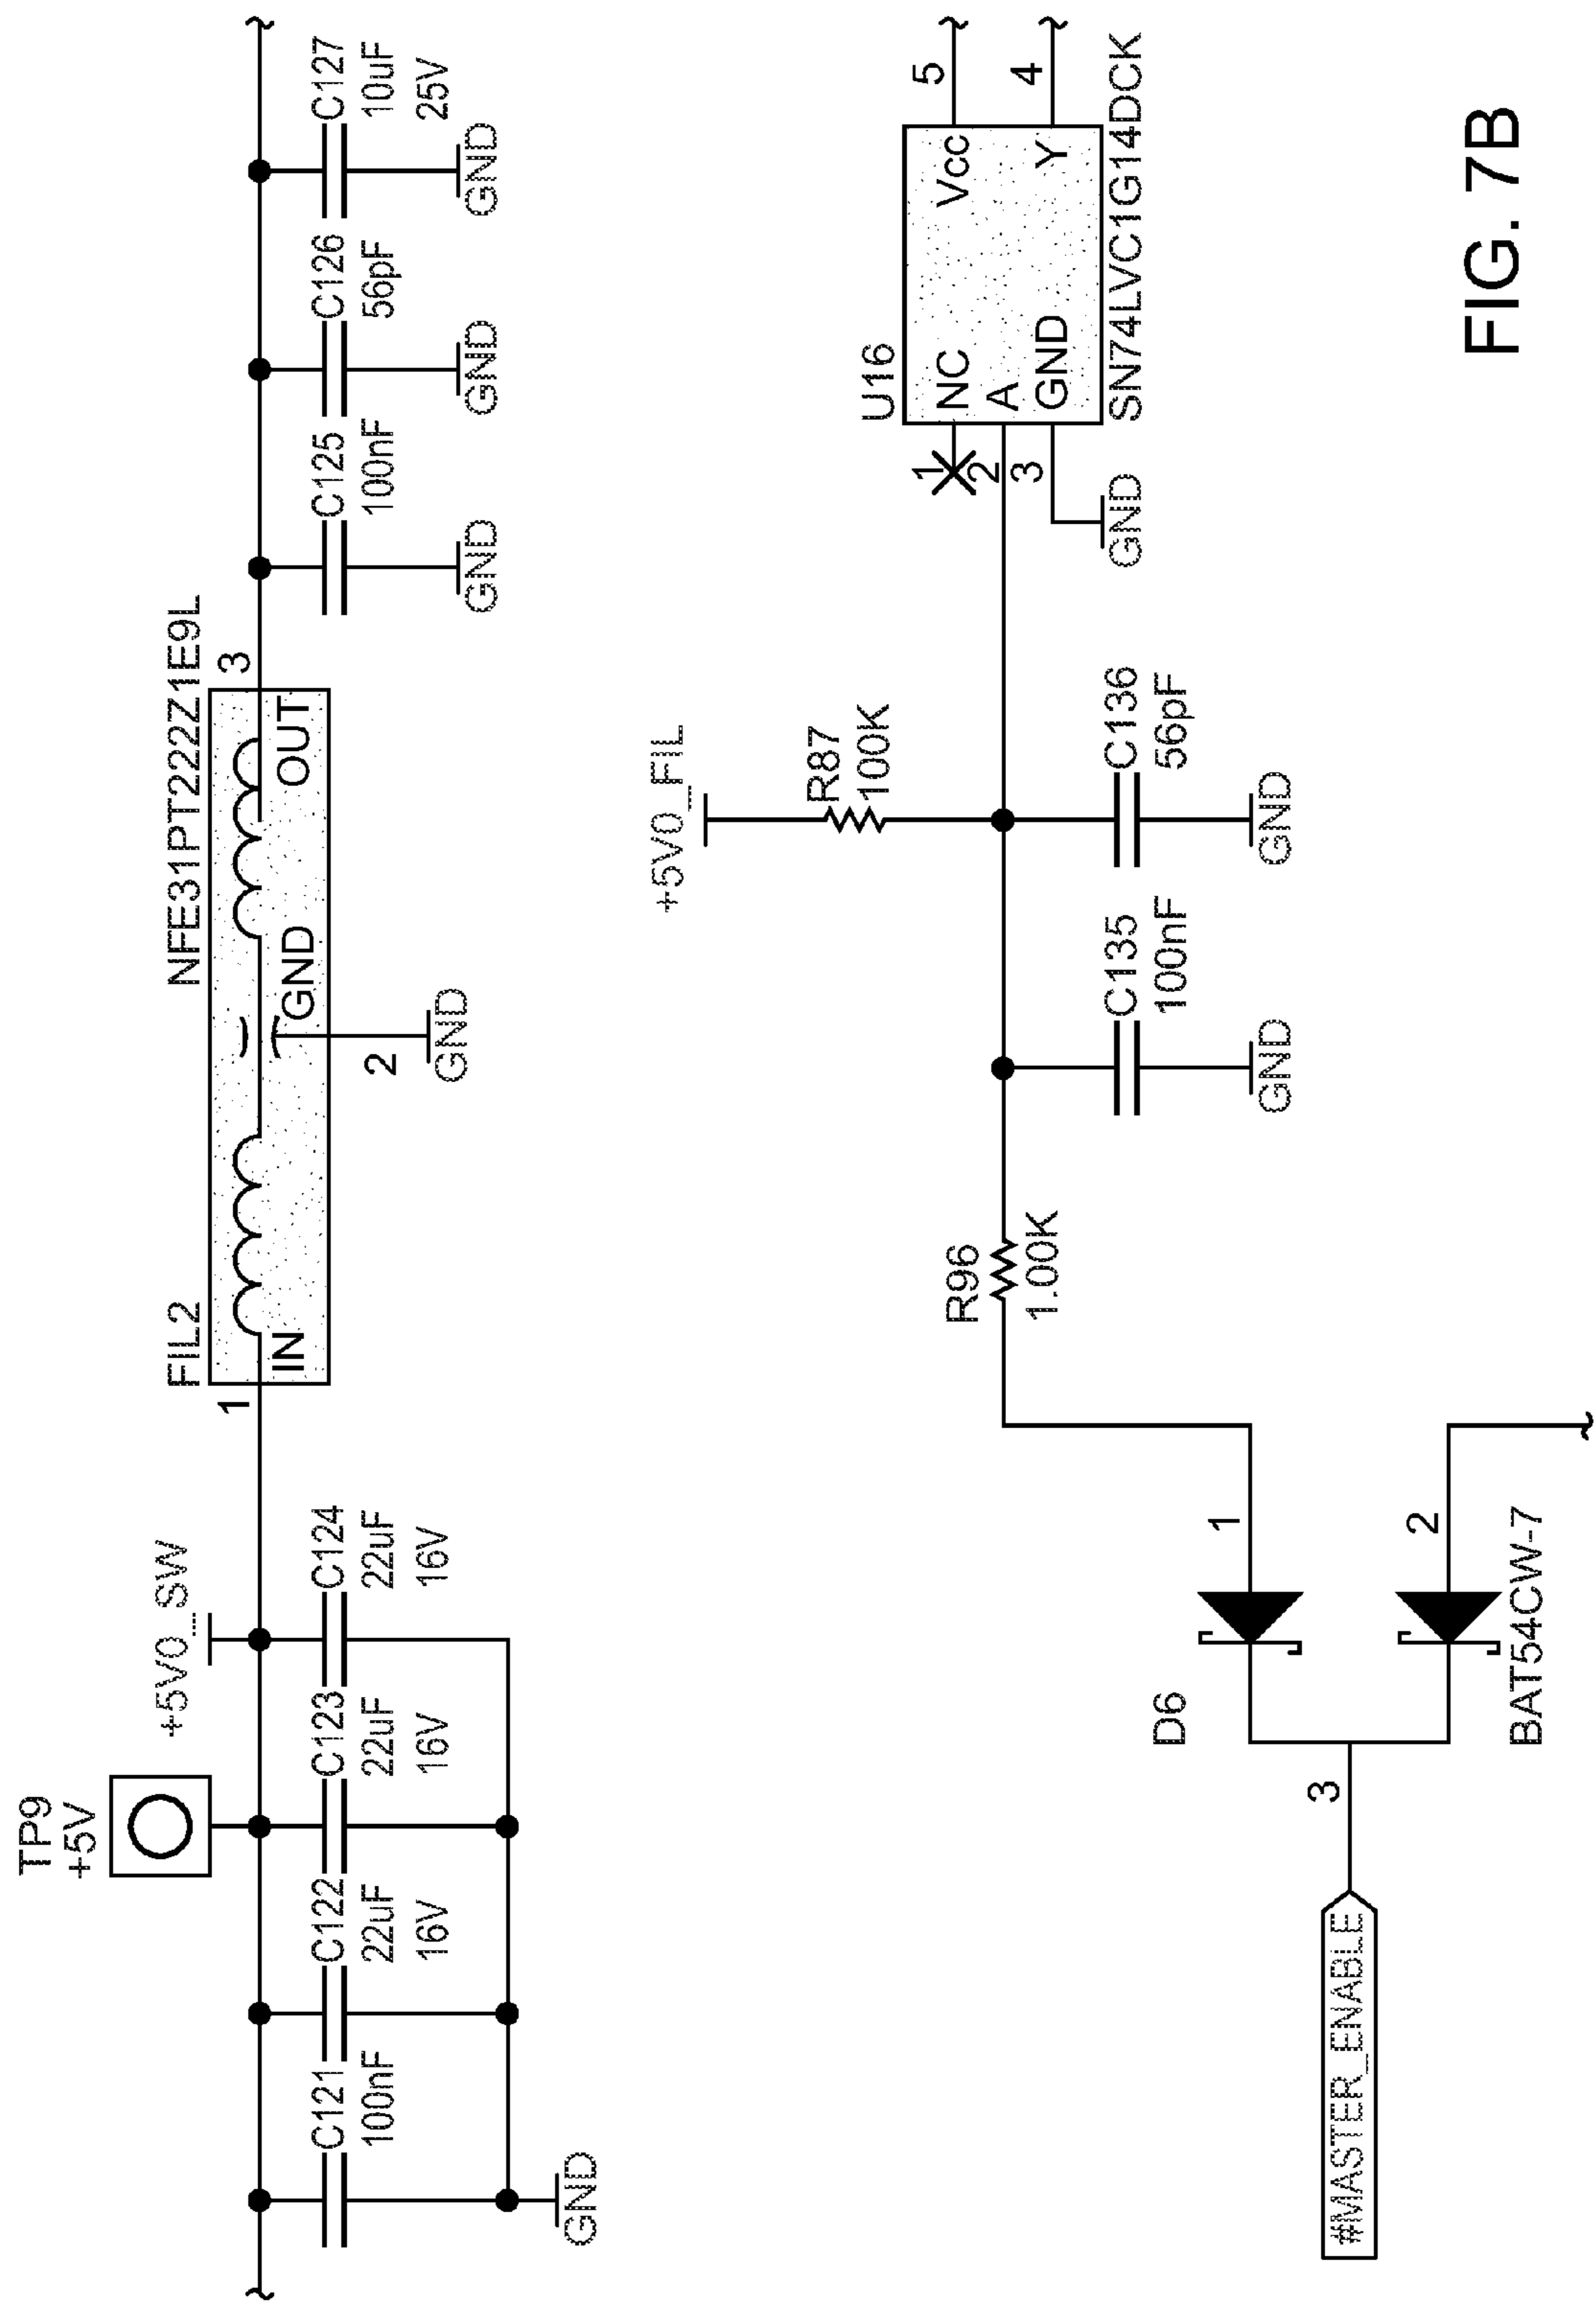 TP9
+5V
+5V0_SW
C121
100nF
C122
22uF
16V
C123
22uF
16V
C124
22uF
16V
GND
FIL2
NFE31PT222Z1E9L
1
IN
GND
OUT
3
2
GND
C125
100nF
GND
C126
56pF
GND
C127
10uF
25V
GND
#MASTER_ENABLE
3
D6
1
2
BAT54CW-7
R96
1.00K
+5V0_FIL
R87
100K
C135
100nF
GND
C136
56pF
GND
U16
1
NC
Vcc
5
2
A
3
GND
Y
4
GND
SN74LVC1G14DCK
FIG. 7B